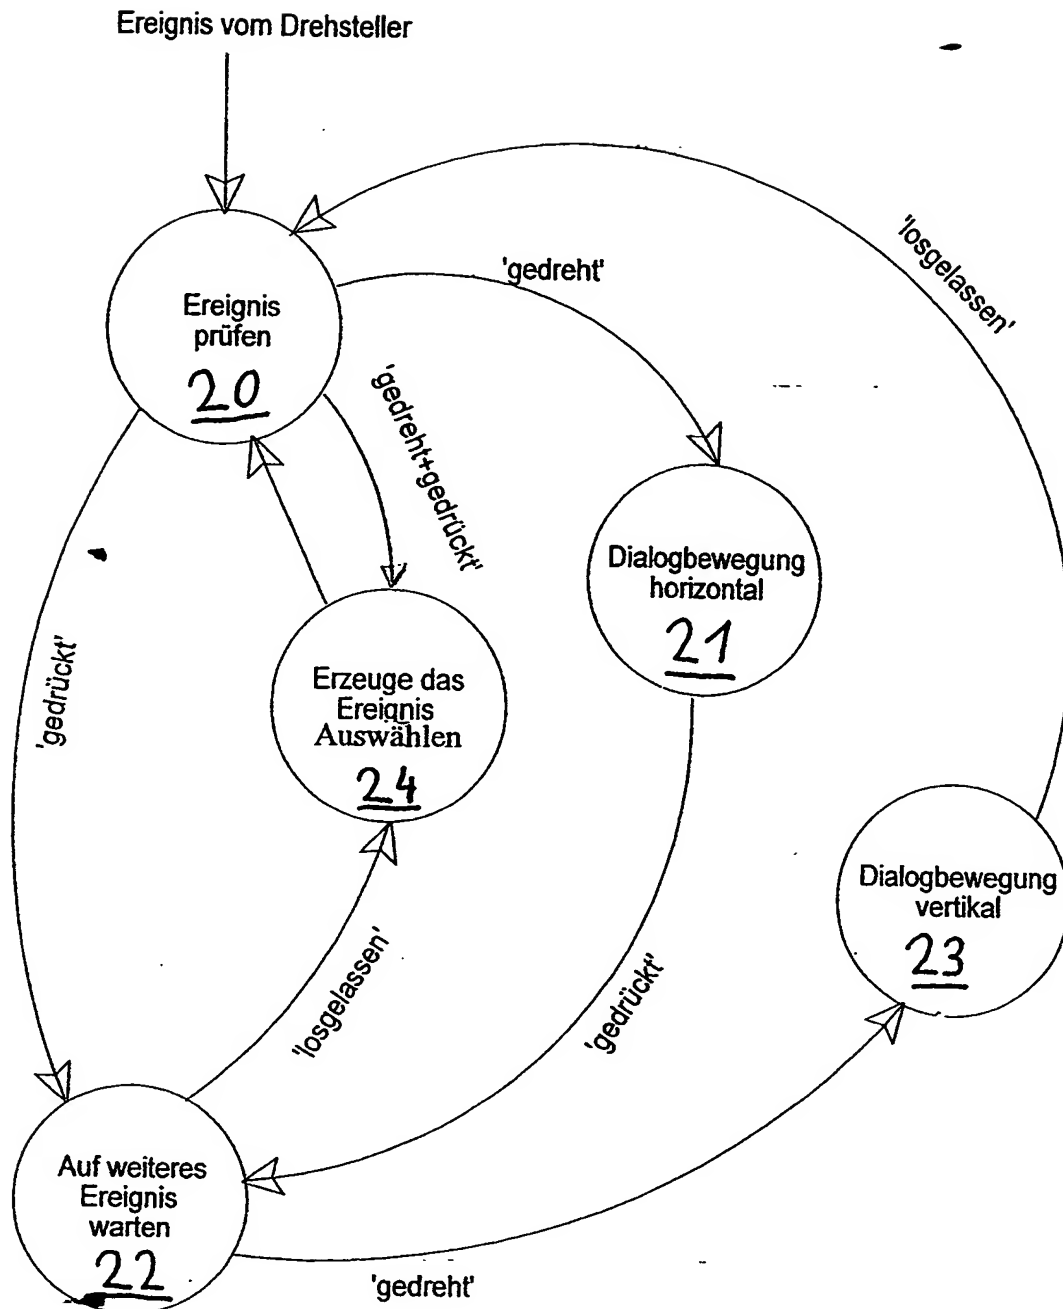 Ereignis vom Drehsteller
'losgelassen'
'gedreht'
Ereignis
prüfen
20
'gedreht+gedrückt'
Dialogbewegung
horizontal
21
'gedrückt'
Erzeuge das
Ereignis
Auswählen
24
Dialogbewegung
vertikal
23
'losgelassen'
'gedrückt'
Auf weiteres
Ereignis
warten
22
'gedreht'